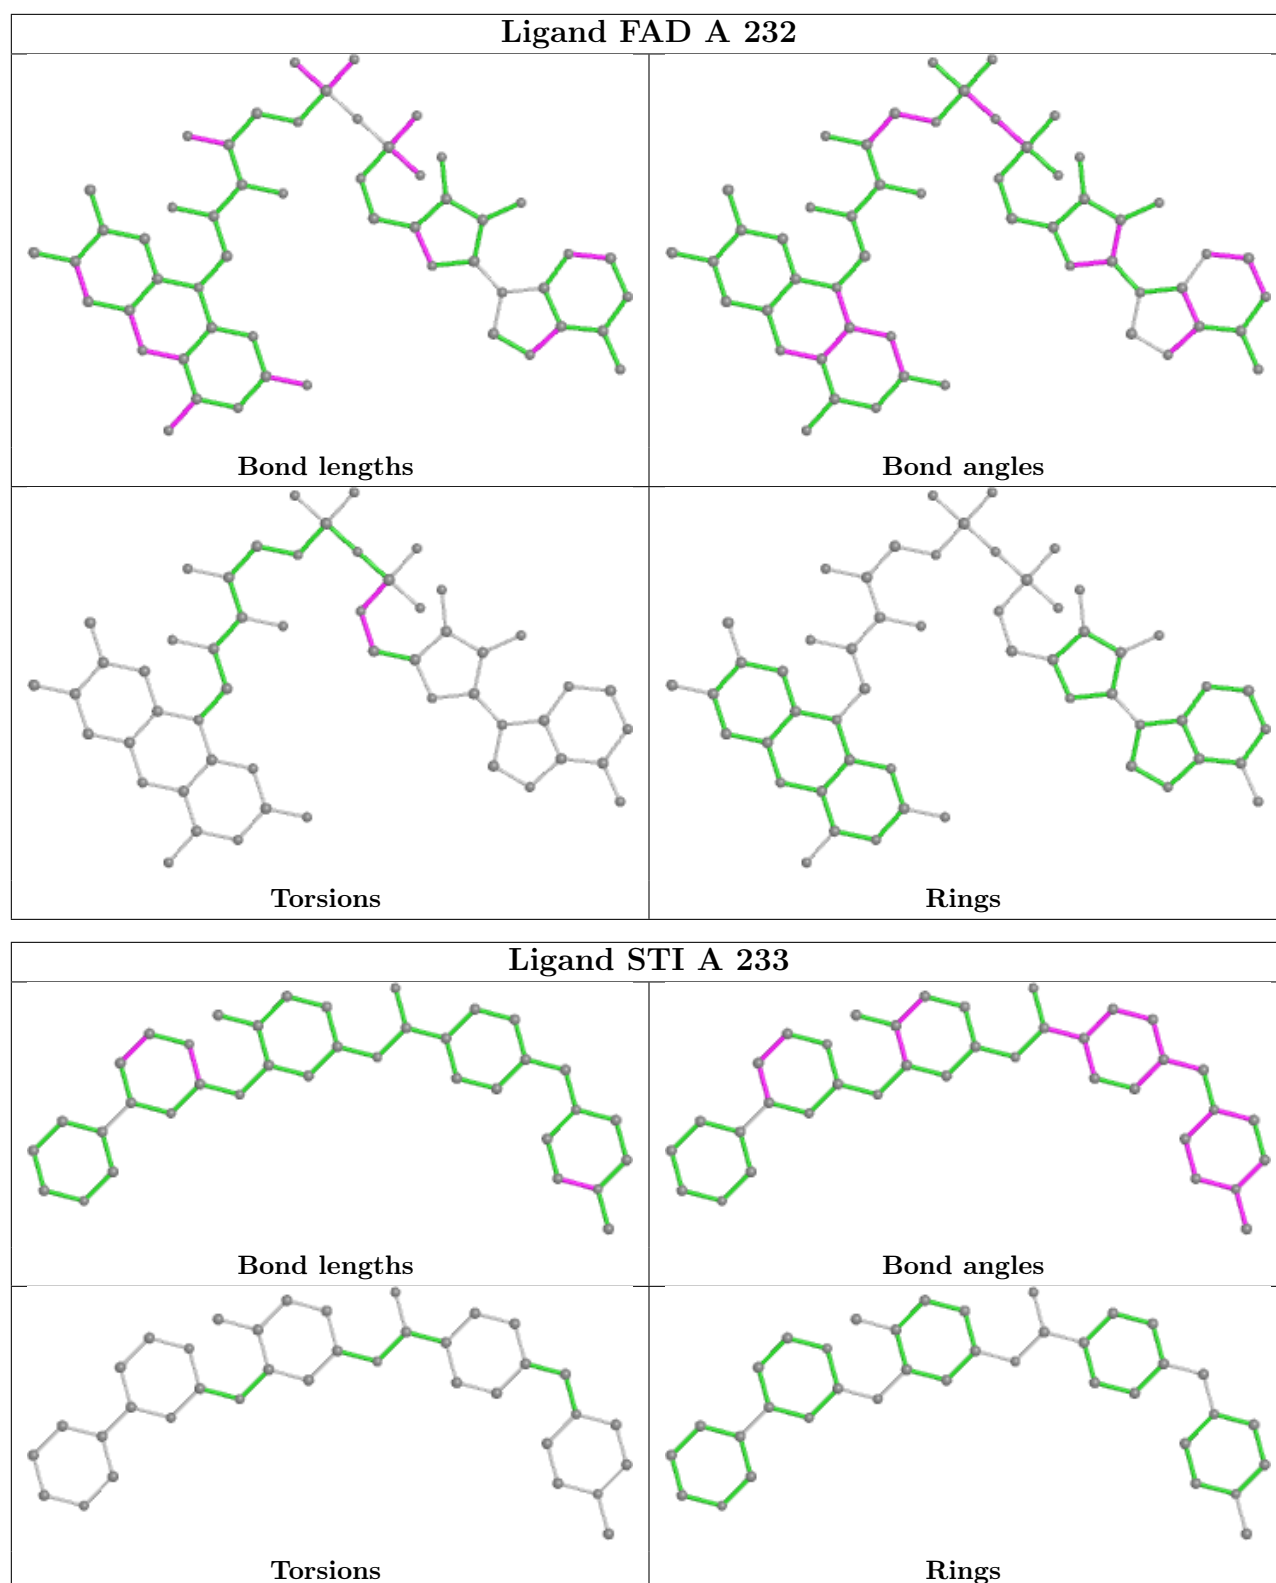 Ligand FAD A 232
Bond lengths
Bond angles
Torsions
Rings
Ligand STI A 233
Bond lengths
Bond angles
Torsions
Rings